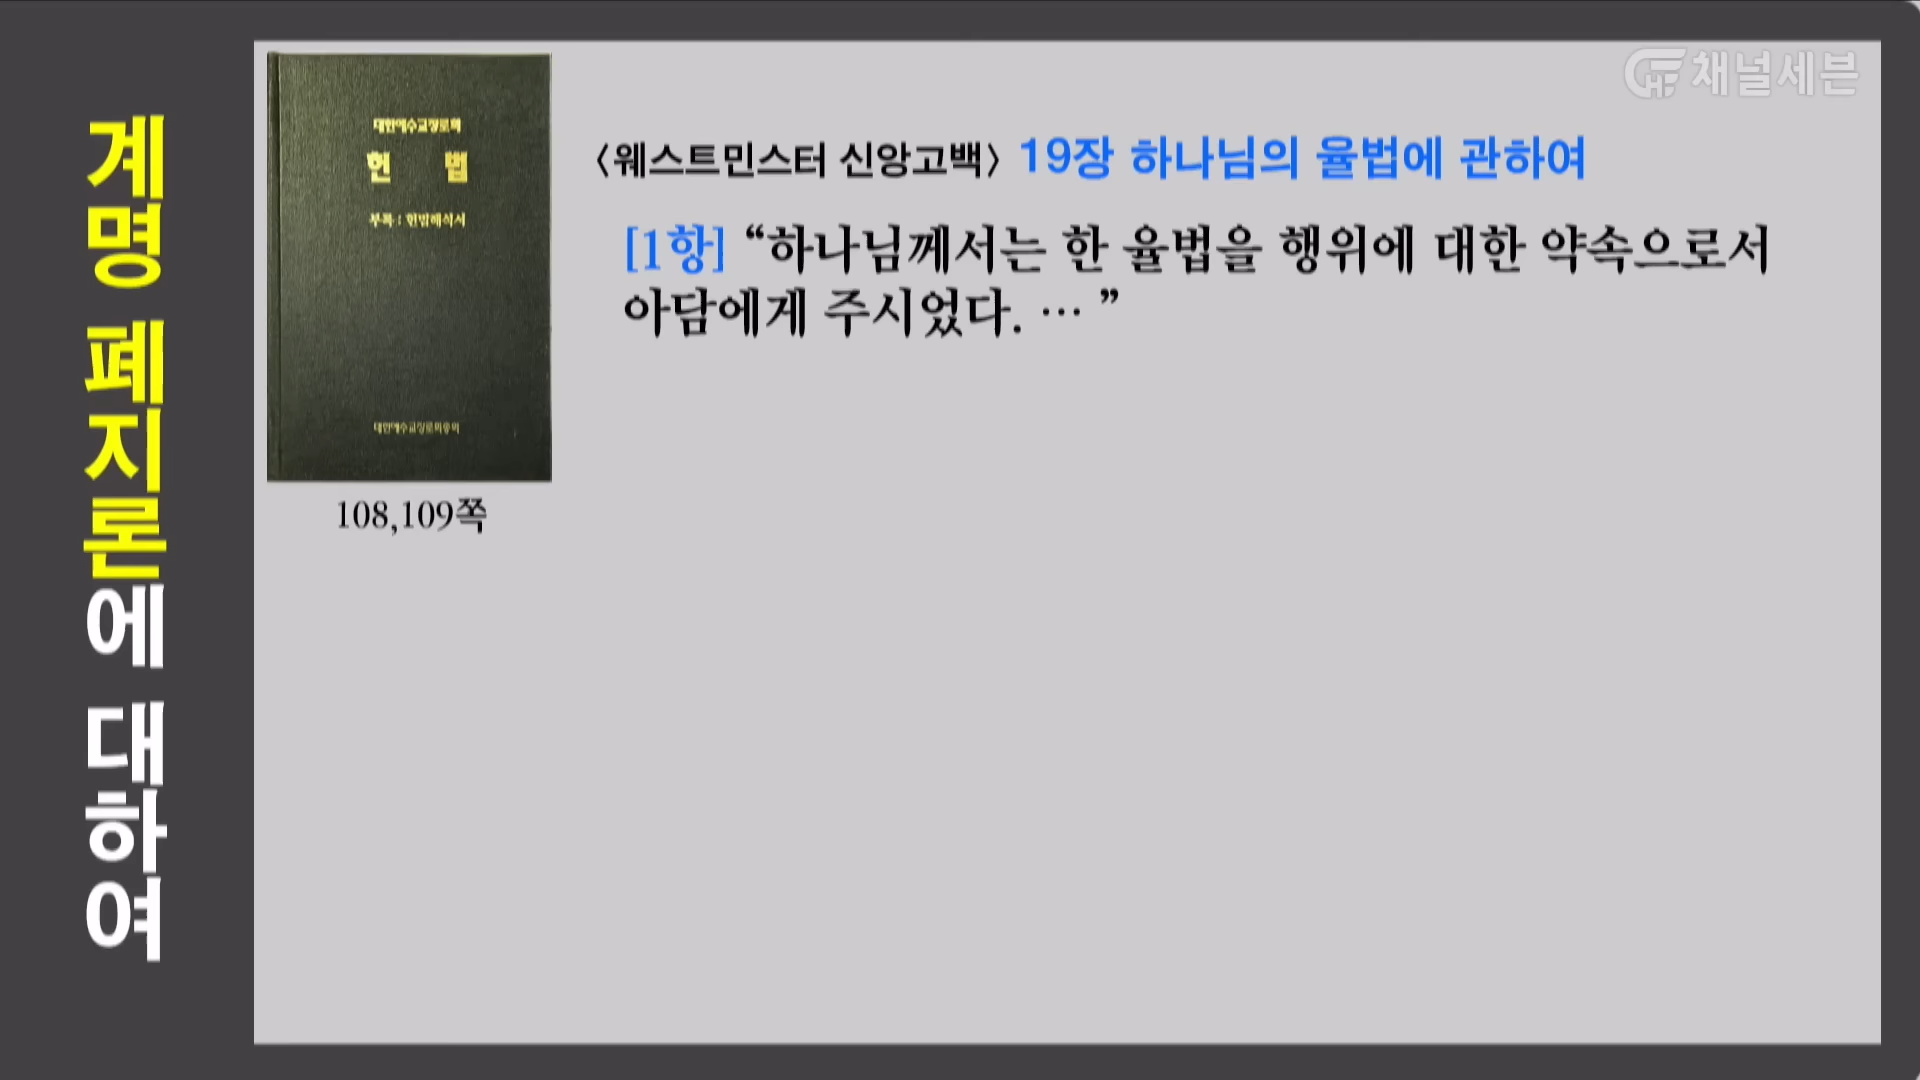 계명 폐지론에 대하여
채널세븐
대한예수교장로회
헌 법
부록 : 헌법해석서
대한예수교장로회총회
108,109쪽
<웨스트민스터 신앙고백> 19장 하나님의 율법에 관하여
[1항] “하나님께서는 한 율법을 행위에 대한 약속으로서
아담에게 주시었다. … ”